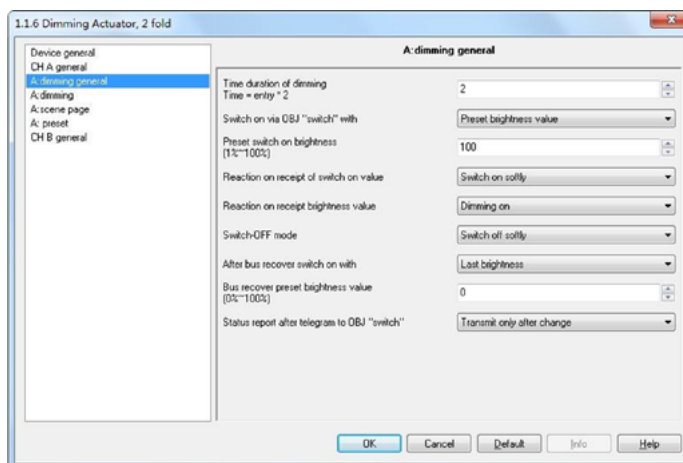 1.1.6 Dimming Actuator, 2 fold
Device general
CH A general
A:dimming general
A:dimming
A:scene page
A: preset
CH B general
A:dimming general
Time duration of dimming
Time = entry * 2
2
Switch on via OBJ "switch" with
Preset brightness value
Preset switch on brightness
(1%~100%)
100
Reaction on receipt of switch on value
Switch on softly
Reaction on receipt brightness value
Dimming on
Switch-OFF mode
Switch off softly
After bus recover switch on with
Last brightness
Bus recover preset brightness value
(0%~100%)
0
Status report after telegram to OBJ "switch"
Transmit only after change
OK
Cancel
Default
Info
Help